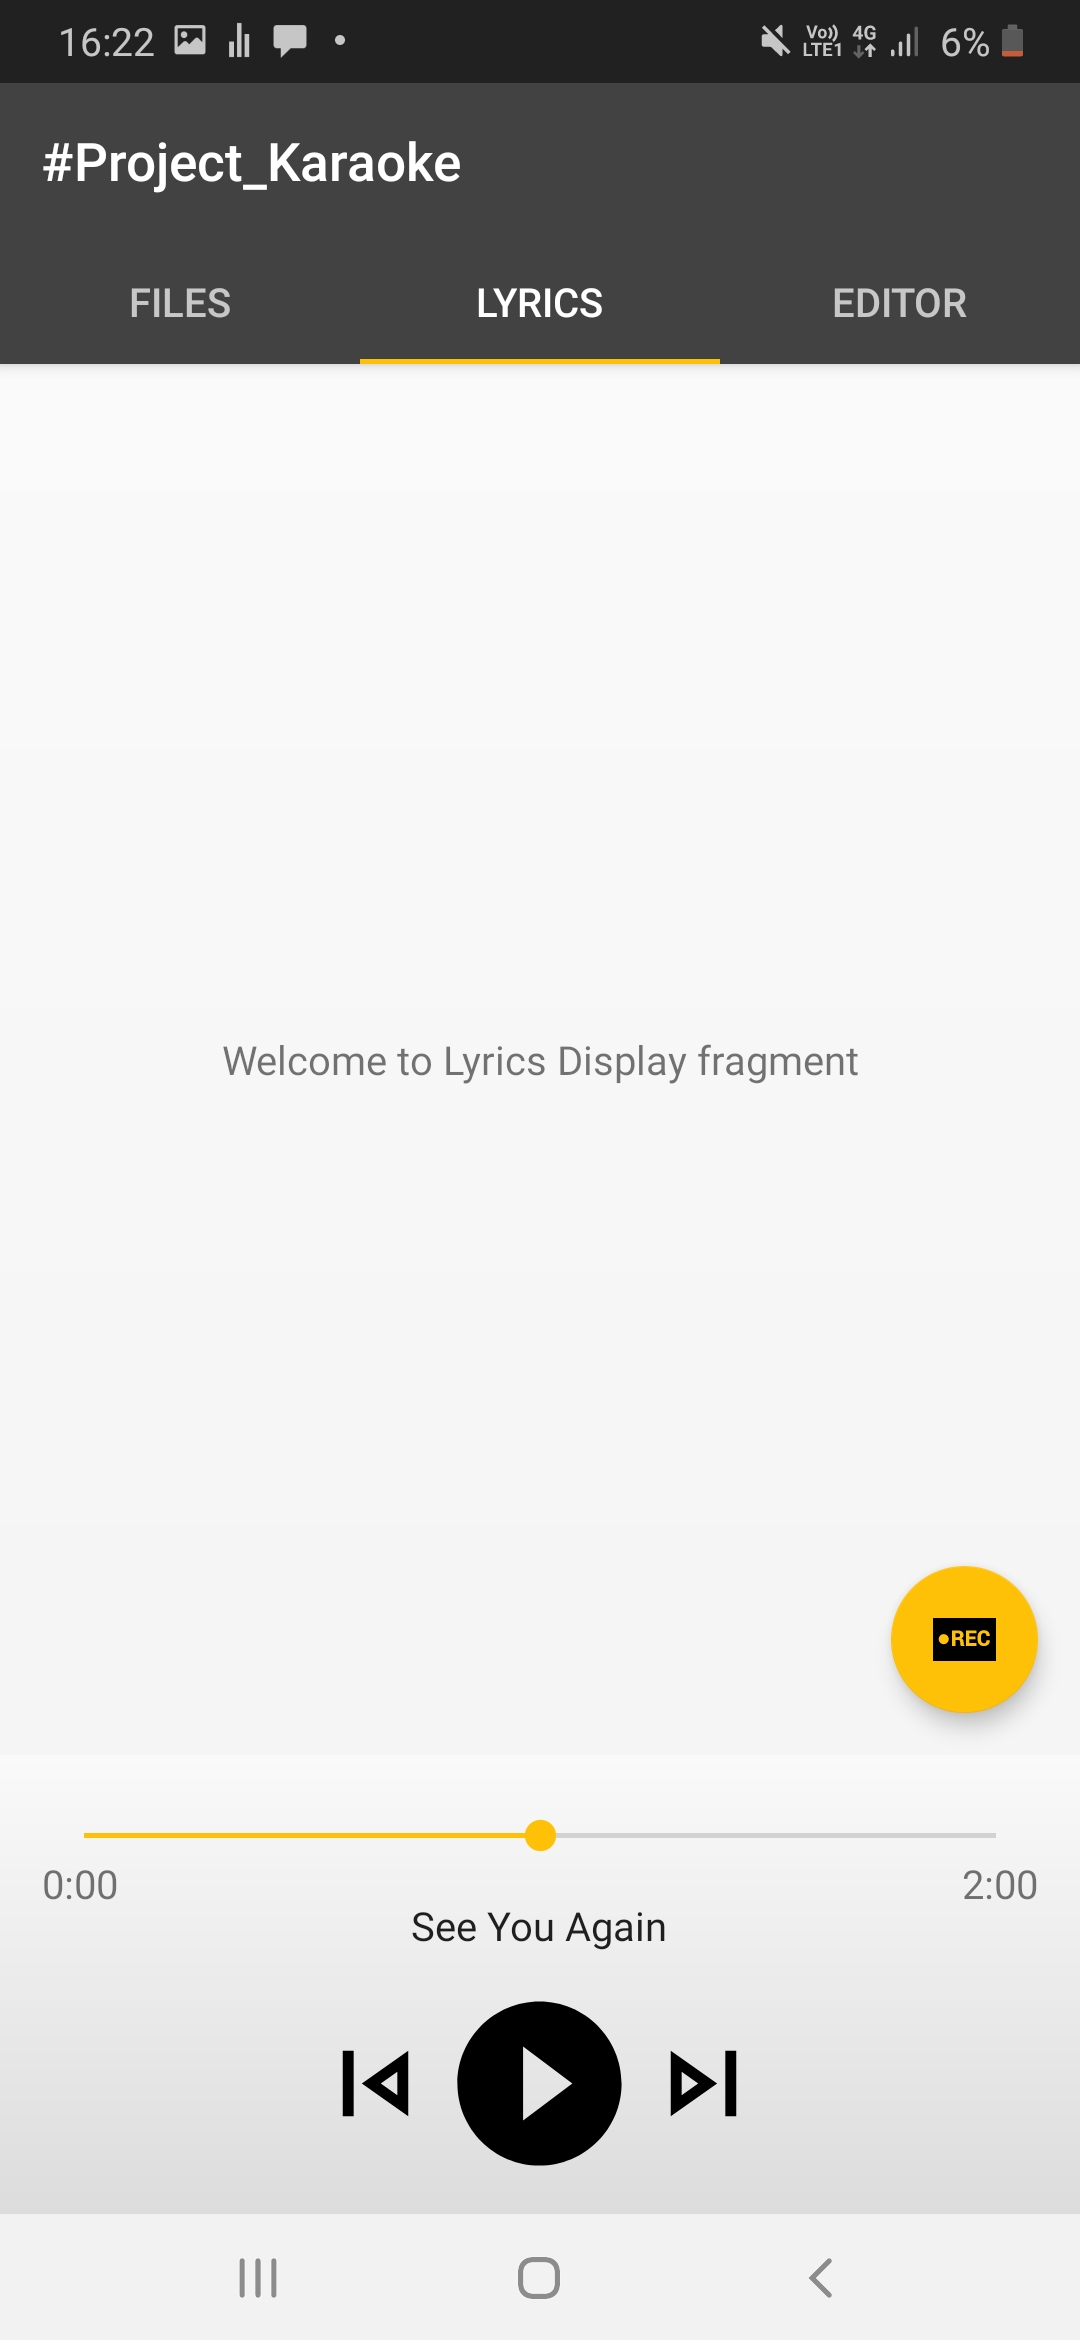 16:22 Vo)) LTE1 4G 6%
#Project_Karaoke
FILES LYRICS EDITOR
Welcome to Lyrics Display fragment
REC
0:00 2:00
See You Again